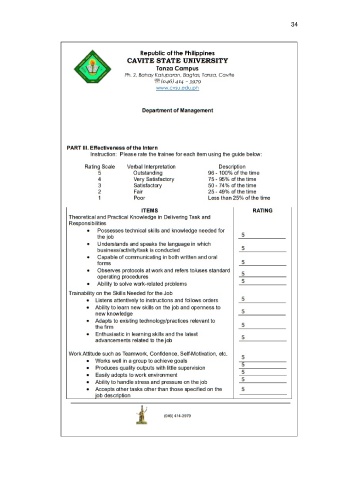 34
Republic of the Philippines
CAVITE STATE UNIVERSITY
Tanza Campus
Ph. 2, Bahay Katuparan, Bagtas, Tanza, Cavite
☎ (046) 414 – 3979
www.cvsu.edu.ph
Department of Management
PART III. Effectiveness of the Intern
Instruction: Please rate the trainee for each item using the guide below:
Rating Scale Verbal Interpretation Description
5 Outstanding 96 - 100% of the time
4 Very Satisfactory 75 - 95% of the time
3 Satisfactory 50 - 74% of the time
2 Fair 25 - 49% of the time
1 Poor Less than 25% of the time
ITEMS RATING
Theoretical and Practical Knowledge in Delivering Task and
Responsibilities
• Possesses technical skills and knowledge needed for
the job 5
• Understands and speaks the language in which
business/activity/task is conducted 5
• Capable of communicating in both written and oral
forms 5
• Observes protocols at work and refers to/uses standard
operating procedures 5
• Ability to solve work-related problems 5
Trainability on the Skills Needed for the Job
• Listens attentively to instructions and follows orders 5
• Ability to learn new skills on the job and openness to
new knowledge 5
• Adapts to existing technology/practices relevant to
the firm 5
• Enthusiastic in learning skills and the latest
advancements related to the job 5
Work Attitude such as Teamwork, Confidence, Self-Motivation, etc.
• Works well in a group to achieve goals 5
• Produces quality outputs with little supervision 5
• Easily adapts to work environment 5
• Ability to handle stress and pressure on the job 5
• Accepts other tasks other than those specified on the 5
job description
(046) 414-3979